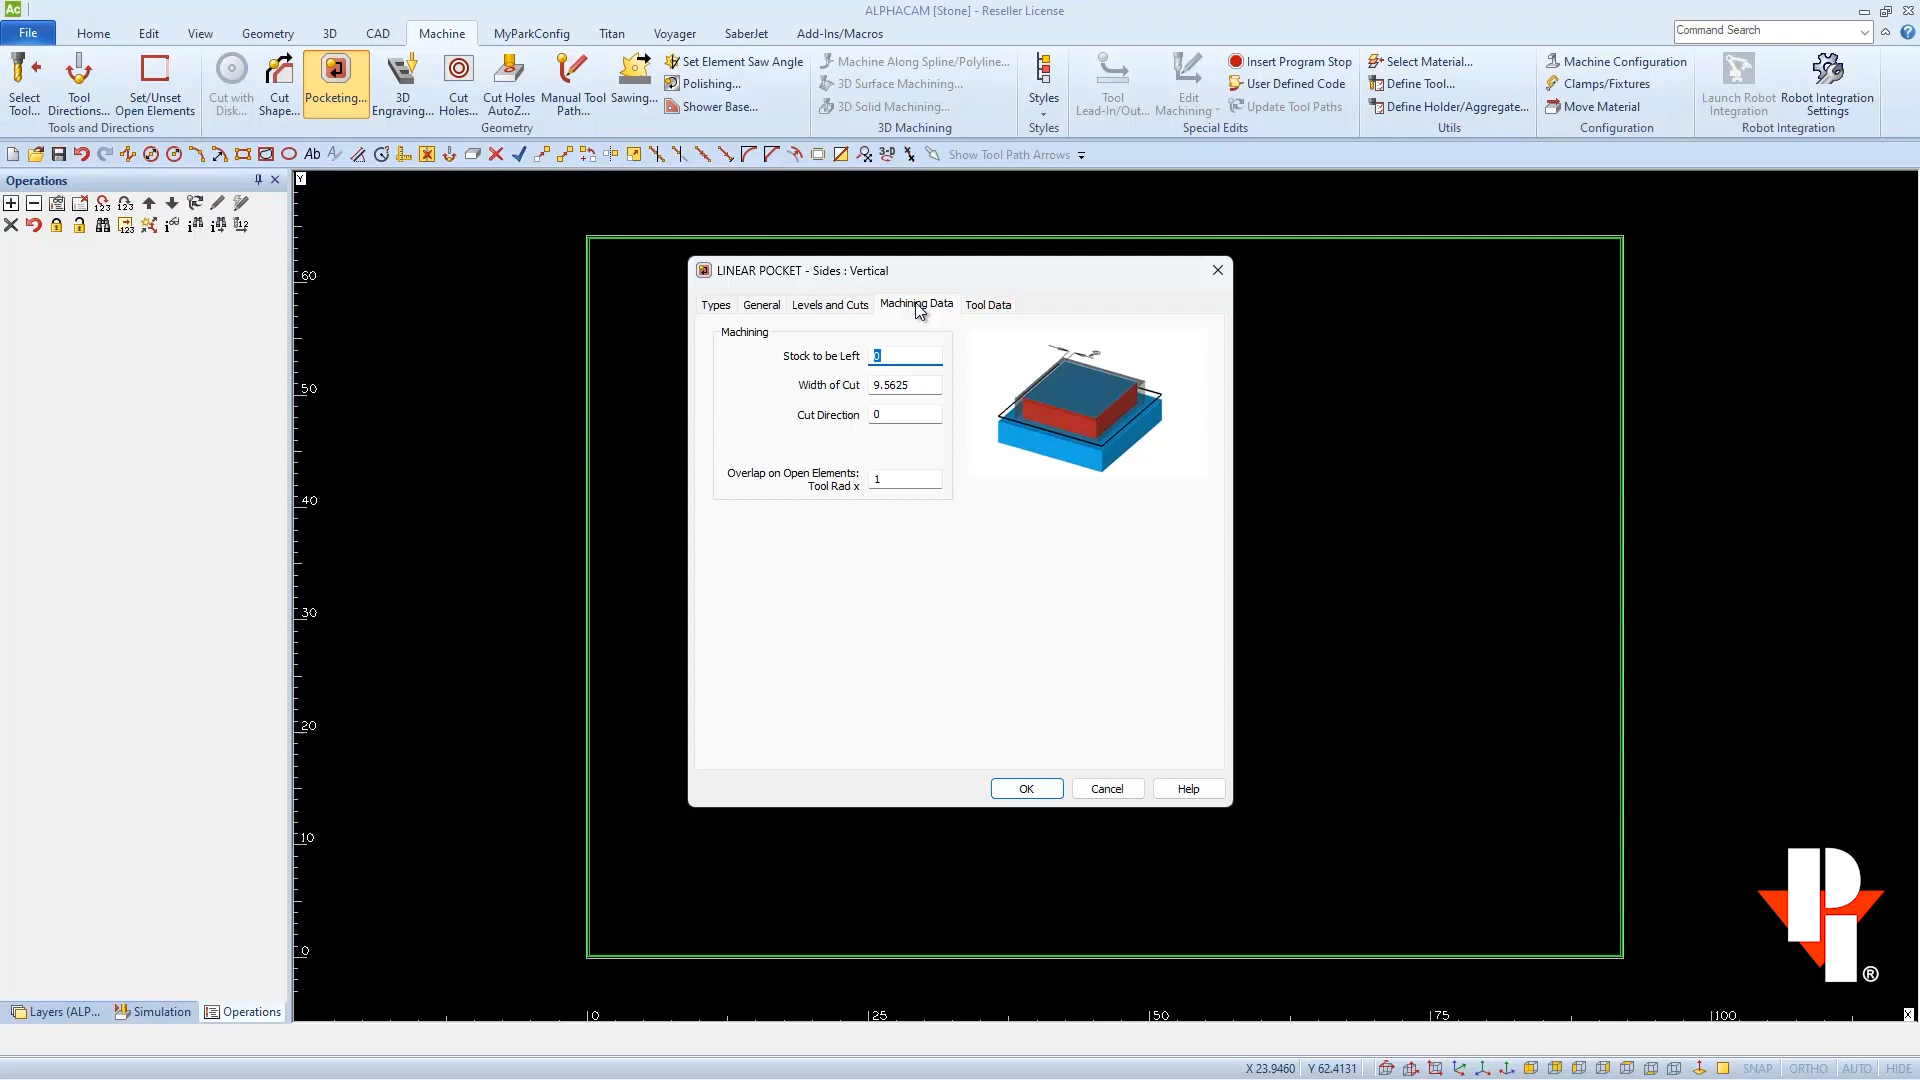 Ac
ALPHACAM [Stone] - Reseller License
File Home Edit View Geometry 3D CAD Machine MyParkConfig Titan Voyager SaberJet Add-Ins/Macros
Command Search
Select Tool...
Tool Directions...
Set/Unset Open Elements
Tools and Directions
Cut with Disk...
Cut Shape...
Pocketing...
3D Engraving...
Cut Holes...
Cut Holes AutoZ...
Manual Tool Path...
Sawing...
Set Element Saw Angle
Polishing...
Shower Base...
Geometry
Machine Along Spline/Polyline...
3D Surface Machining...
3D Solid Machining...
3D Machining
Styles
Styles
Tool Lead-In/Out...
Edit Machining
Insert Program Stop
User Defined Code
Update Tool Paths
Special Edits
Select Material...
Define Tool...
Define Holder/Aggregate...
Utils
Machine Configuration
Clamps/Fixtures
Move Material
Configuration
Launch Robot Integration
Robot Integration Settings
Robot Integration
Abc
3-D
Show Tool Path Arrows
Operations
Y
60
50
40
30
20
10
0
LINEAR POCKET - Sides : Vertical
Types General Levels and Cuts Machining Data Tool Data
Machining
Stock to be Left 0
Width of Cut 9.5625
Cut Direction 0
Overlap on Open Elements:
Tool Rad x 1
OK Cancel Help
®
0 25 50 75 100 X
Layers (ALP... Simulation Operations
X 23.9460 Y 62.4131 SNAP ORTHO AUTO HIDE